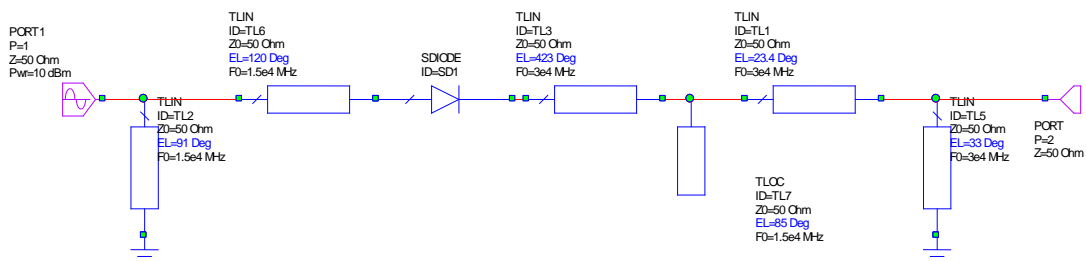 PORT1
P=1
Z=50 Ohm
Pwr=10 dBm
TLIN
ID=TL2
Z0=50 Ohm
EL=91 Deg
F0=1.5e4 MHz
TLIN
ID=TL6
Z0=50 Ohm
EL=120 Deg
F0=1.5e4 MHz
SDIODE
ID=SD1
TLIN
ID=TL3
Z0=50 Ohm
EL=423 Deg
F0=3e4 MHz
TLIN
ID=TL1
Z0=50 Ohm
EL=23.4 Deg
F0=3e4 MHz
TLOC
ID=TL7
Z0=50 Ohm
EL=85 Deg
F0=1.5e4 MHz
TLIN
ID=TL5
Z0=50 Ohm
EL=33 Deg
F0=3e4 MHz
PORT
P=2
Z=50 Ohm